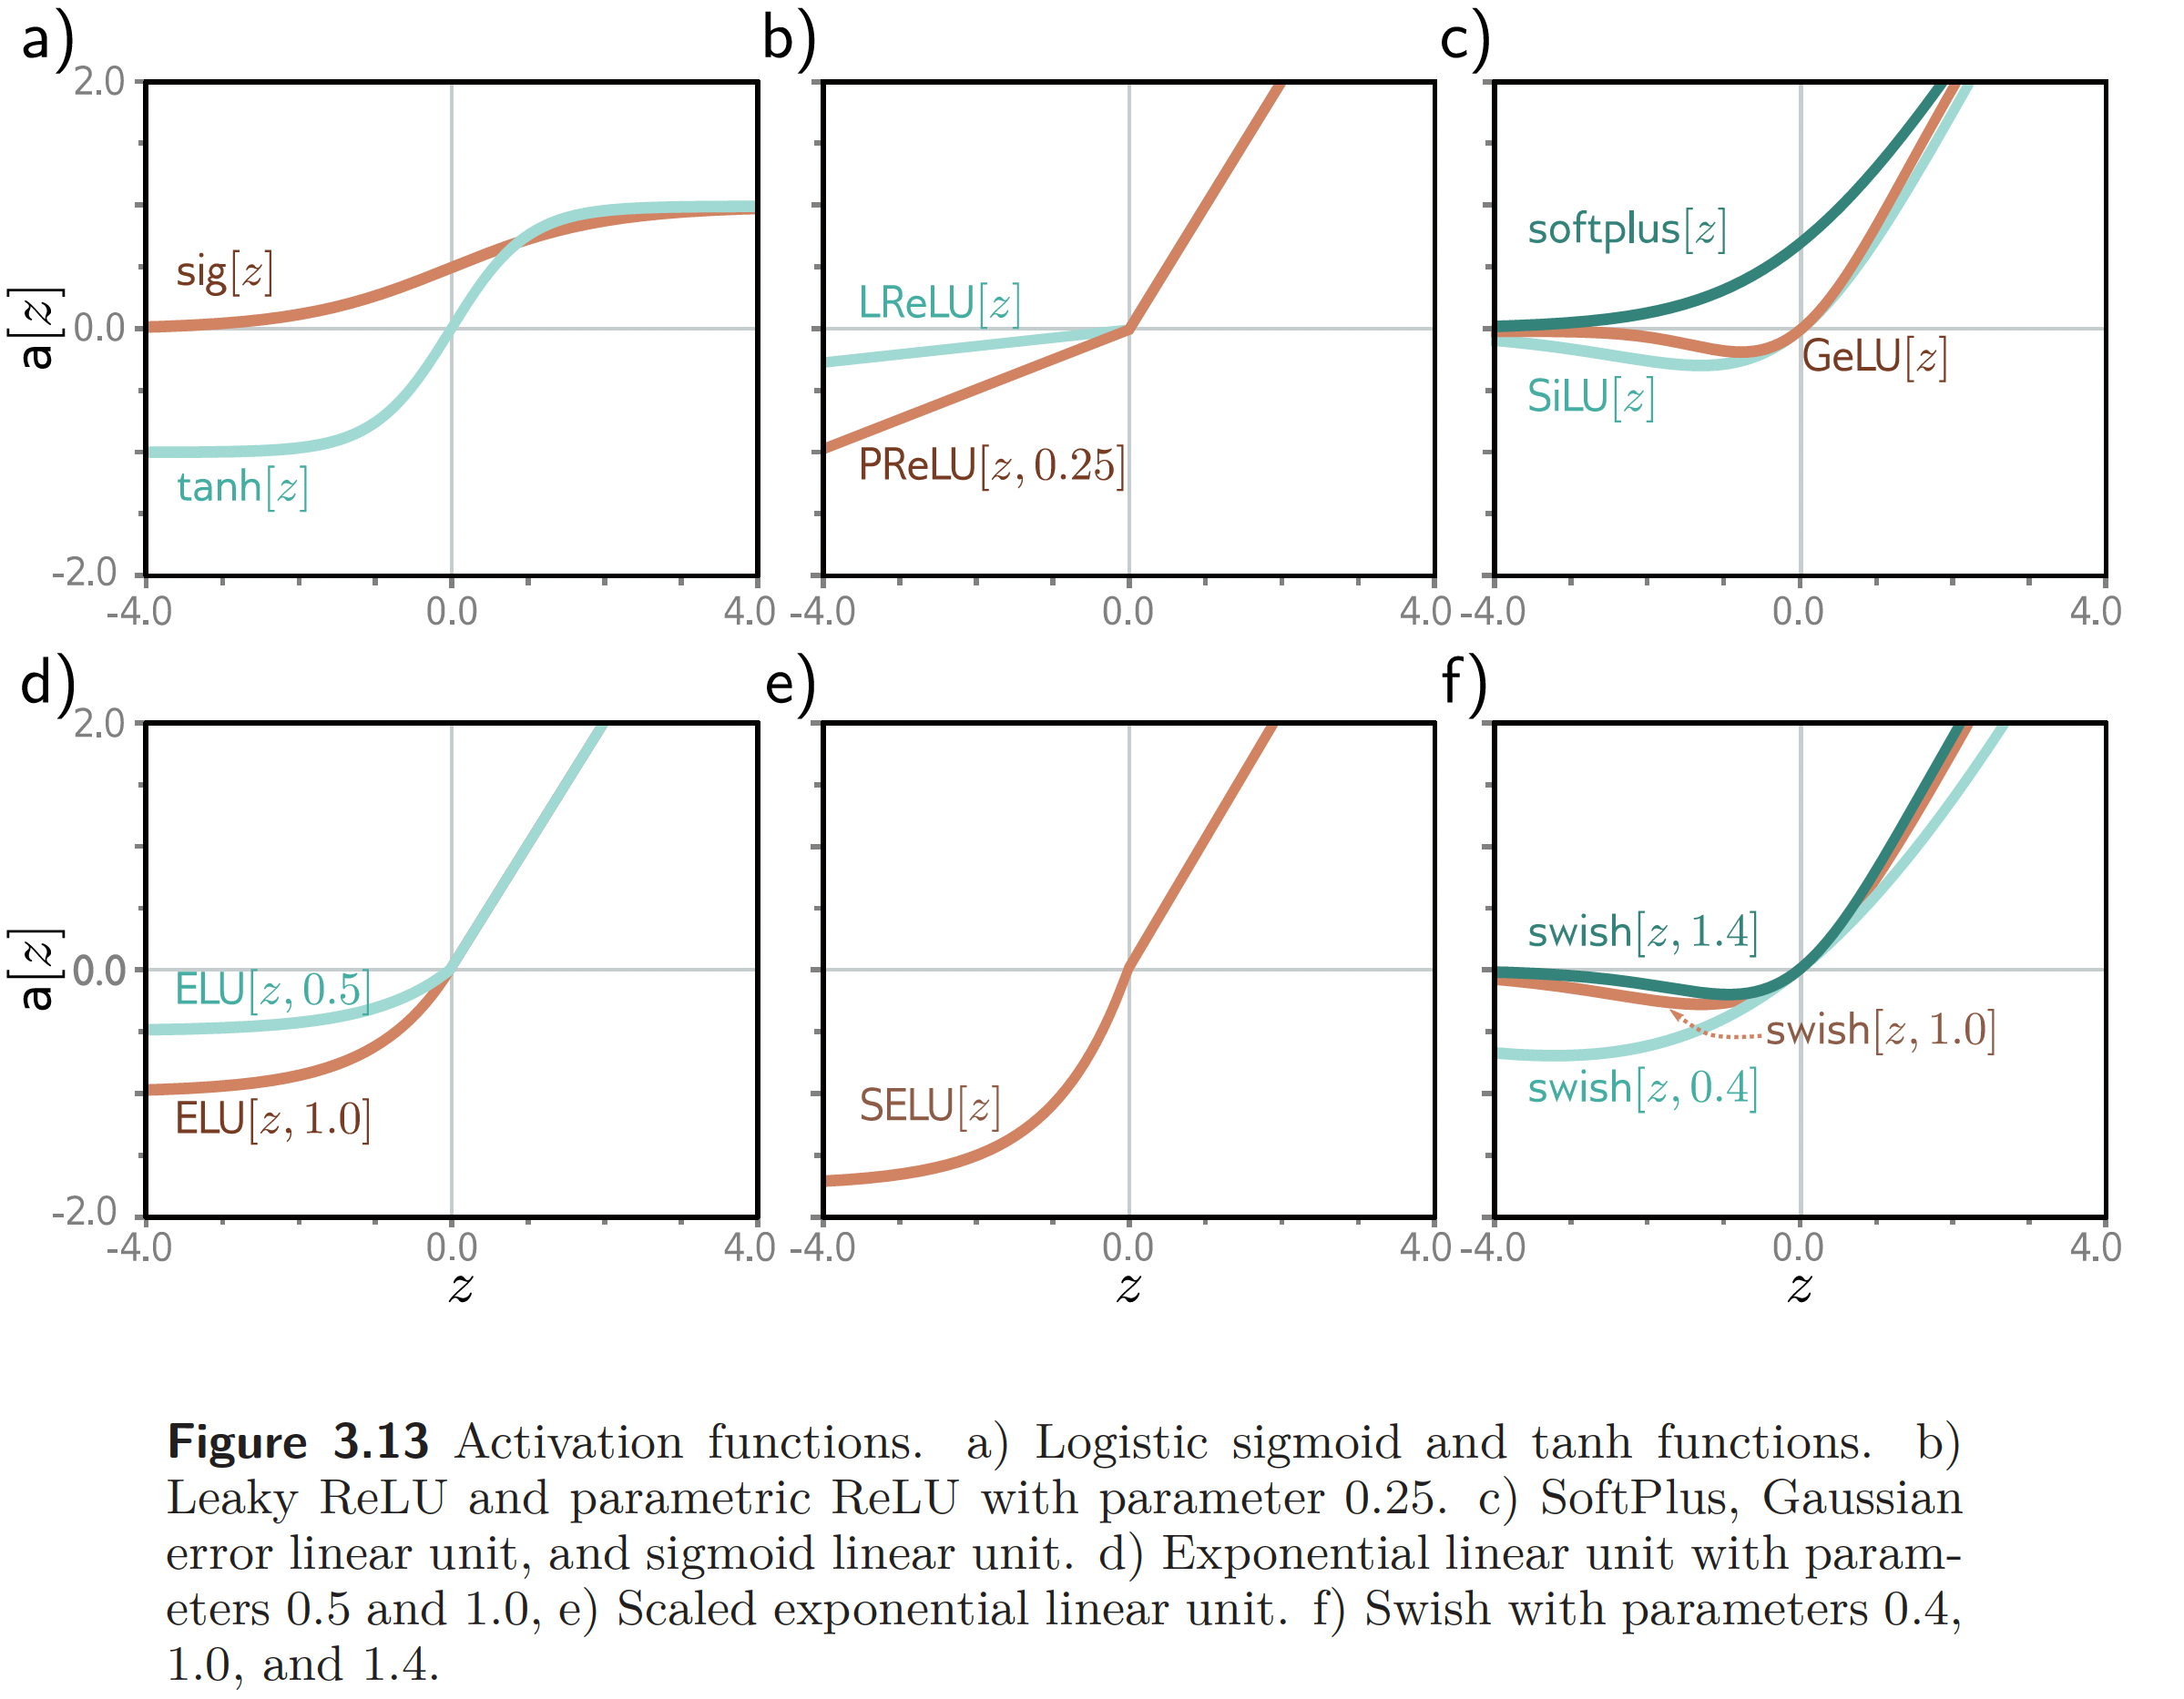 a)
b)
c)
2.0
sig[z]
a[z]
0.0
tanh[z]
-2.0
-4.0
0.0
4.0
LReLU[z]
PReLU[z, 0.25]
-4.0
0.0
4.0
softplus[z]
GeLU[z]
SiLU[z]
-4.0
0.0
4.0
d)
e)
f)
2.0
a[z]
0.0
ELU[z, 0.5]
ELU[z, 1.0]
-2.0
-4.0
0.0
4.0
z
SELU[z]
-4.0
0.0
4.0
z
swish[z, 1.4]
swish[z, 1.0]
swish[z, 0.4]
-4.0
0.0
4.0
z
Figure 3.13 Activation functions. a) Logistic sigmoid and tanh functions. b)
Leaky ReLU and parametric ReLU with parameter 0.25. c) SoftPlus, Gaussian
error linear unit, and sigmoid linear unit. d) Exponential linear unit with param-
eters 0.5 and 1.0, e) Scaled exponential linear unit. f) Swish with parameters 0.4,
1.0, and 1.4.